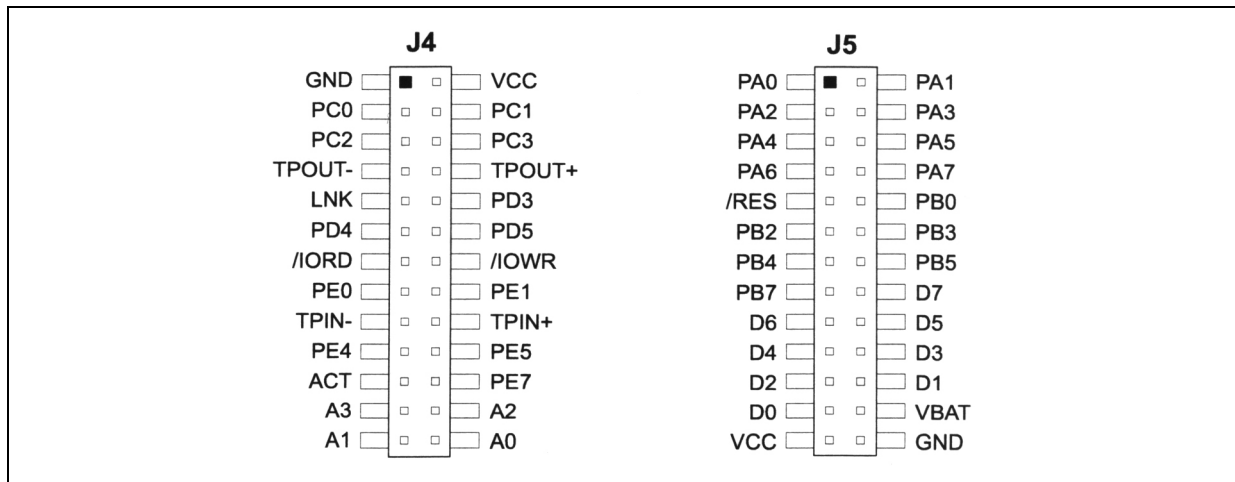 J4
GND VCC
PC0 PC1
PC2 PC3
TPOUT- TPOUT+
LNK PD3
PD4 PD5
/IORD /IOWR
PE0 PE1
TPIN- TPIN+
PE4 PE5
ACT PE7
A3 A2
A1 A0
J5
PA0 PA1
PA2 PA3
PA4 PA5
PA6 PA7
/RES PB0
PB2 PB3
PB4 PB5
PB7 D7
D6 D5
D4 D3
D2 D1
D0 VBAT
VCC GND